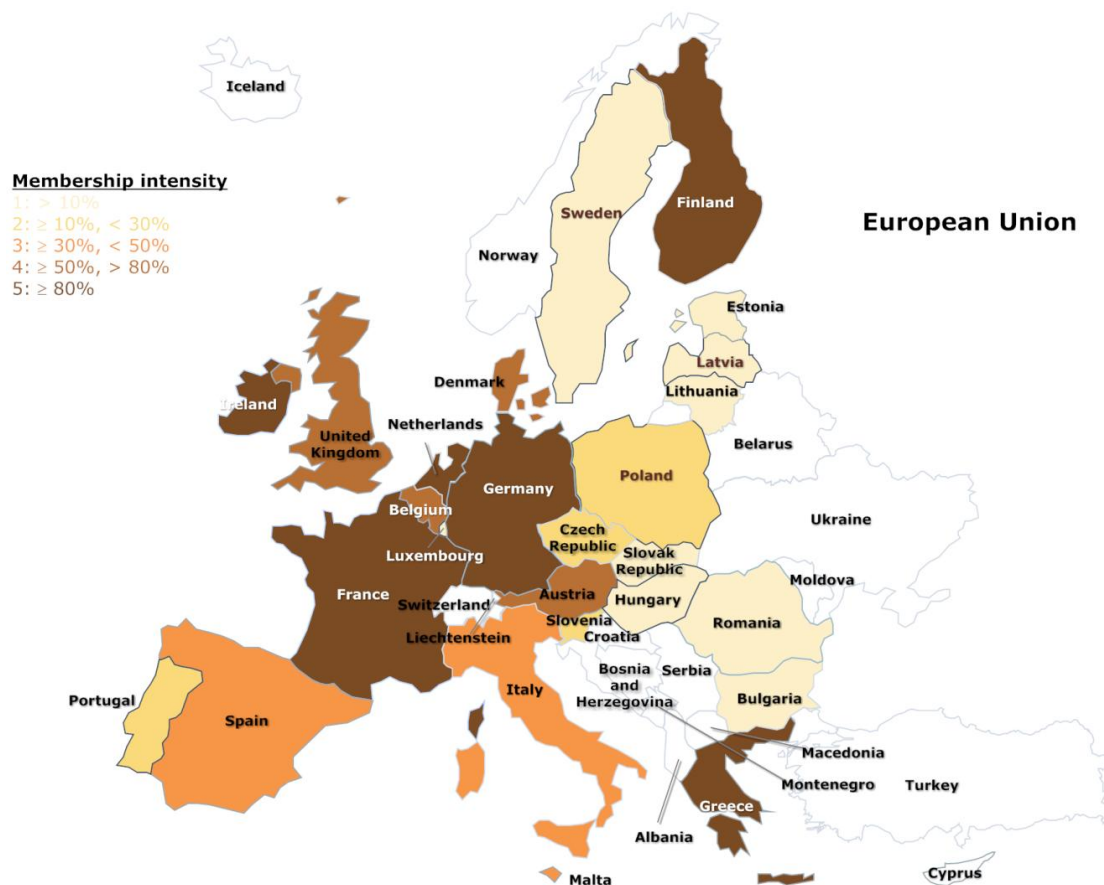 Iceland
Membership intensity
1: > 10%
2: ≥ 10%, < 30%
3: ≥ 30%, < 50%
4: ≥ 50%, > 80%
5: ≥ 80%
European Union
Sweden
Finland
Norway
Estonia
Latvia
Lithuania
Denmark
Ireland
Netherlands
United
Kingdom
Belarus
Germany
Poland
Belgium
Ukraine
Czech
Republic
Luxembourg
Slovak
Republic
Moldova
France
Switzerland
Austria
Hungary
Slovenia
Romania
Liechtenstein
Croatia
Bosnia
and
Herzegovina
Serbia
Portugal
Spain
Italy
Bulgaria
Macedonia
Montenegro
Turkey
Greece
Albania
Cyprus
Malta